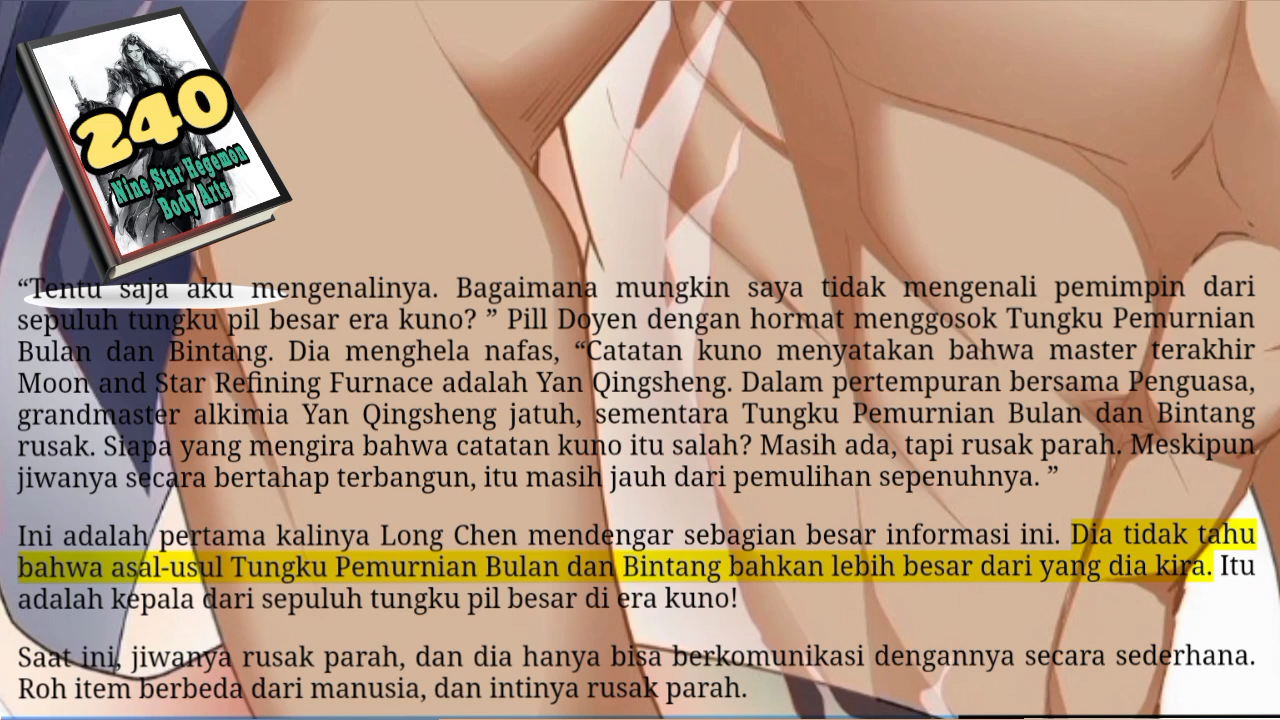 240
Nine Star Hegemon
Body Arts
“Tentu saja aku mengenalinya. Bagaimana mungkin saya tidak mengenali pemimpin dari
sepuluh tungku pil besar era kuno? ” Pill Doyen dengan hormat menggosok Tungku Pemurnian
Bulan dan Bintang. Dia menghela nafas, “Catatan kuno menyatakan bahwa master terakhir
Moon and Star Refining Furnace adalah Yan Qingsheng. Dalam pertempuran bersama Penguasa,
grandmaster alkimia Yan Qingsheng jatuh, sementara Tungku Pemurnian Bulan dan Bintang
rusak. Siapa yang mengira bahwa catatan kuno itu salah? Masih ada, tapi rusak parah. Meskipun
jiwanya secara bertahap terbangun, itu masih jauh dari pemulihan sepenuhnya. ”
Ini adalah pertama kalinya Long Chen mendengar sebagian besar informasi ini. Dia tidak tahu
bahwa asal-usul Tungku Pemurnian Bulan dan Bintang bahkan lebih besar dari yang dia kira. Itu
adalah kepala dari sepuluh tungku pil besar di era kuno!
Saat ini, jiwanya rusak parah, dan dia hanya bisa berkomunikasi dengannya secara sederhana.
Roh item berbeda dari manusia, dan intinya rusak parah.